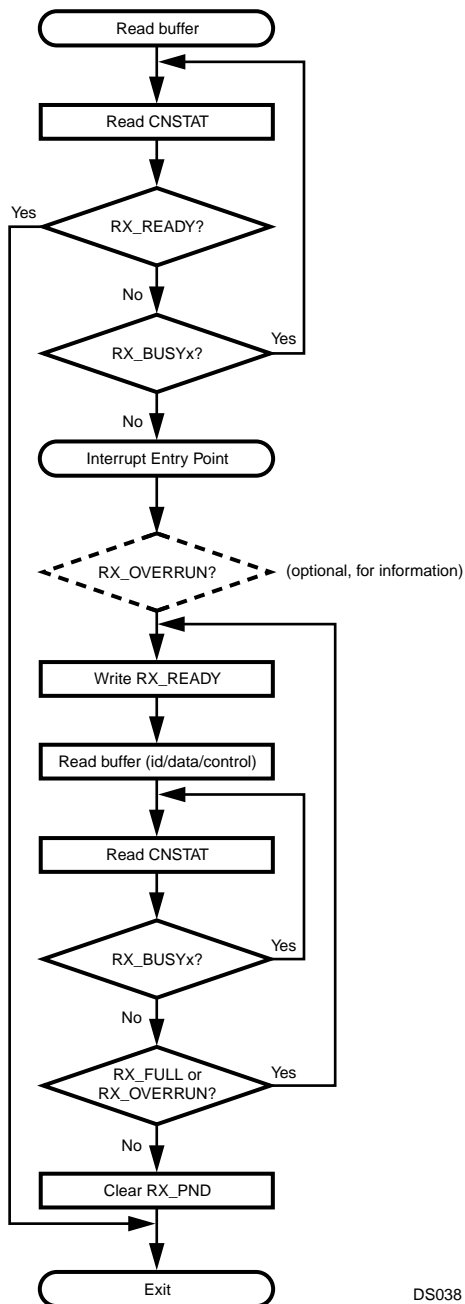 Read buffer
Read CNSTAT
Yes
RX_READY?
No
Yes
RX_BUSYx?
No
Interrupt Entry Point
RX_OVERRUN?
(optional, for information)
Write RX_READY
Read buffer (id/data/control)
Read CNSTAT
Yes
RX_BUSYx?
No
RX_FULL or
RX_OVERRUN?
Yes
No
Clear RX_PND
Exit
DS038